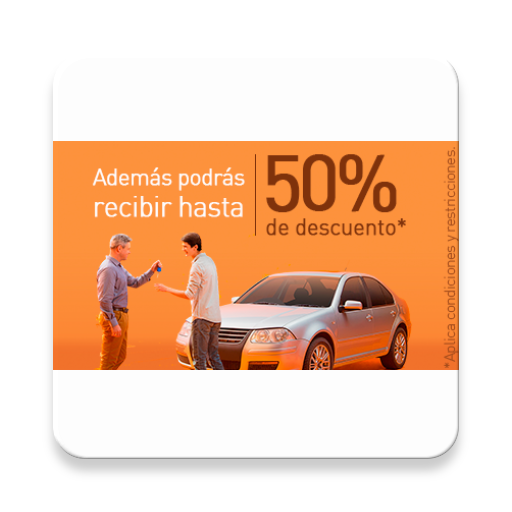 Además podrás
recibir hasta
50%
de descuento*
*Aplica condiciones y restricciones.